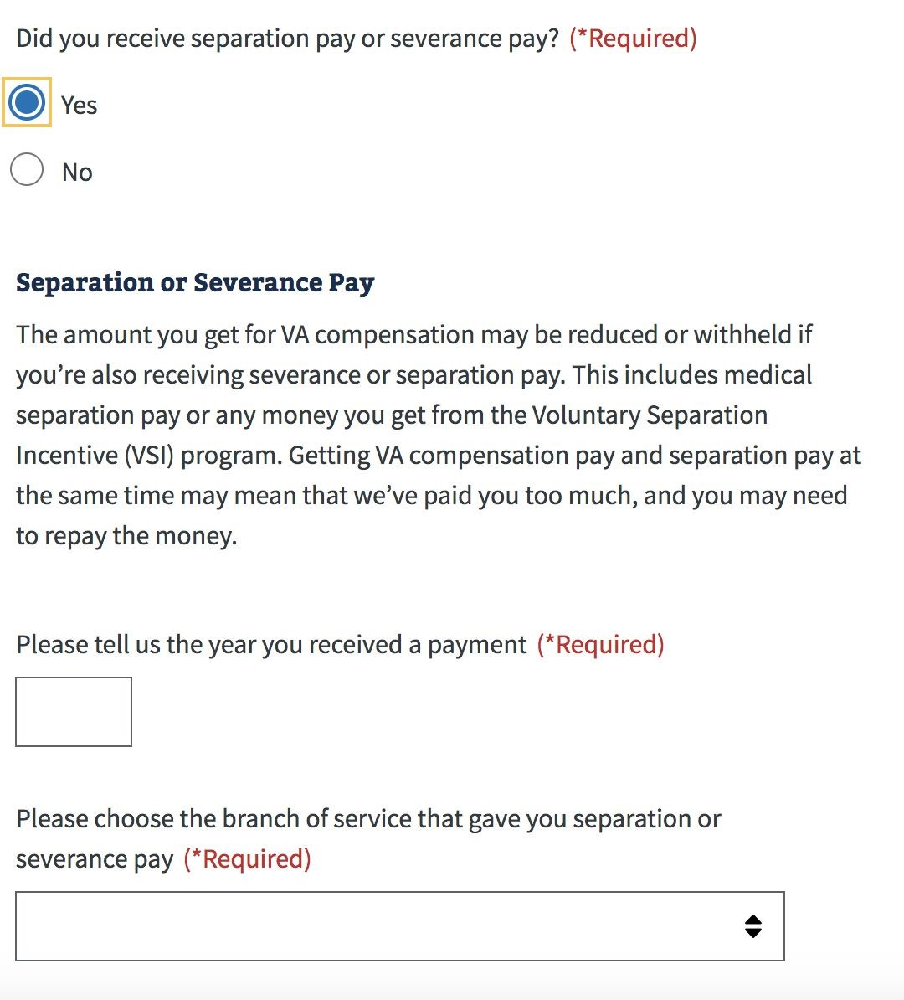 Did you receive separation pay or severance pay? (*Required)
Yes
No
Separation or Severance Pay
The amount you get for VA compensation may be reduced or withheld if
you’re also receiving severance or separation pay. This includes medical
separation pay or any money you get from the Voluntary Separation
Incentive (VSI) program. Getting VA compensation pay and separation pay at
the same time may mean that we’ve paid you too much, and you may need
to repay the money.
Please tell us the year you received a payment (*Required)
Please choose the branch of service that gave you separation or
severance pay (*Required)